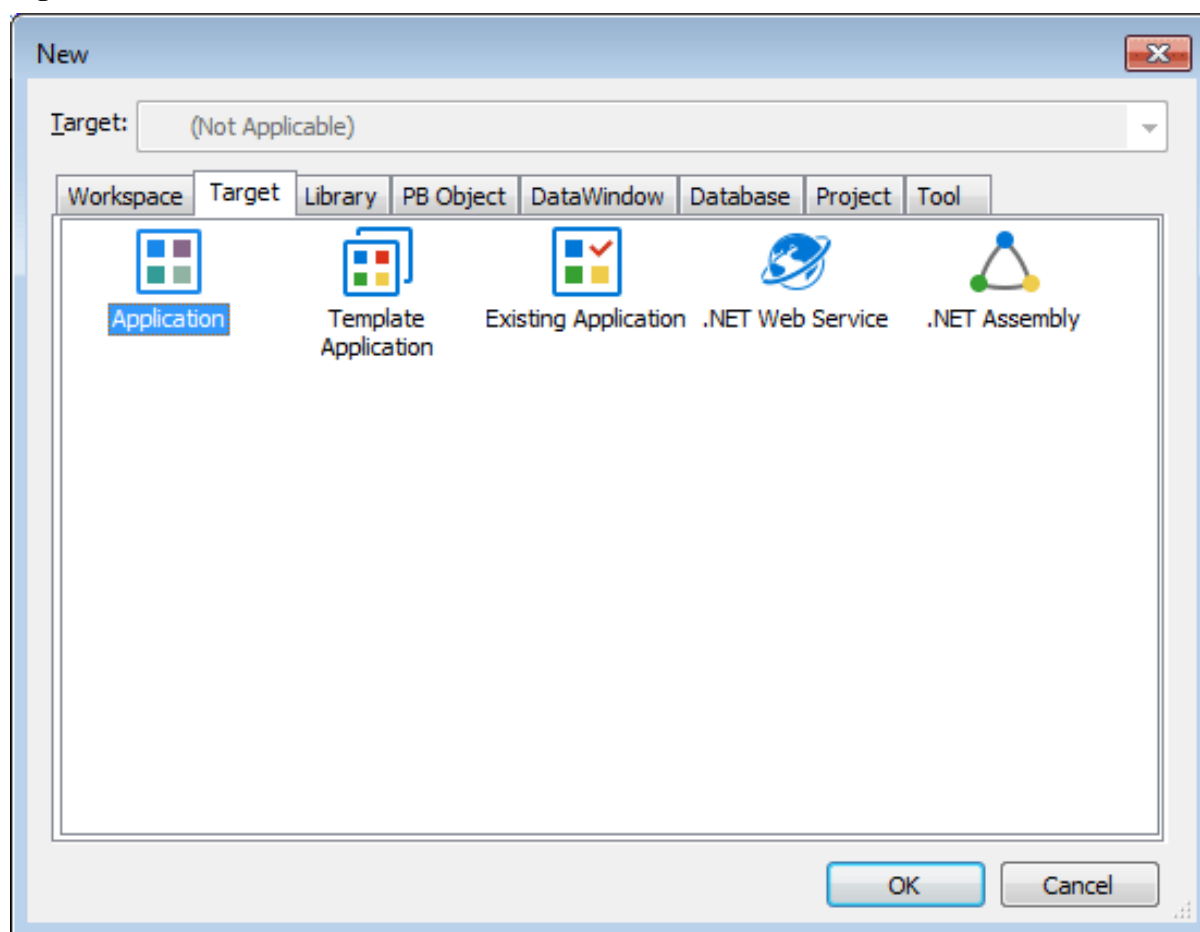 New
Target: (Not Applicable)
Workspace Target Library PB Object DataWindow Database Project Tool
Application Template Existing Application .NET Web Service .NET Assembly
Application
OK Cancel